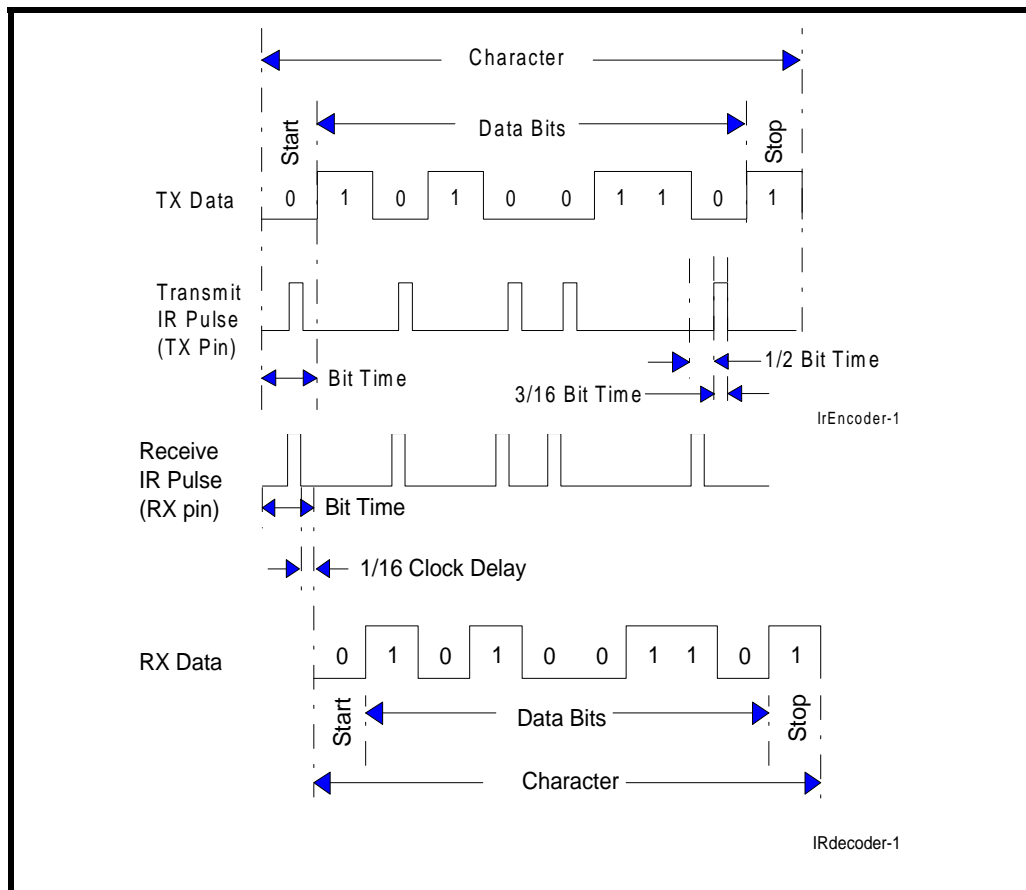 Character
Start
Data Bits
Stop
TX Data
0 1 0 1 0 0 1 1 0 1
Transmit
IR Pulse
(TX Pin)
1/2 Bit Time
Bit Time
3/16 Bit Time
IrEncoder-1
Receive
IR Pulse
(RX pin)
Bit Time
1/16 Clock Delay
RX Data
0 1 0 1 0 0 1 1 0 1
Start
Data Bits
Stop
Character
IRdecoder-1